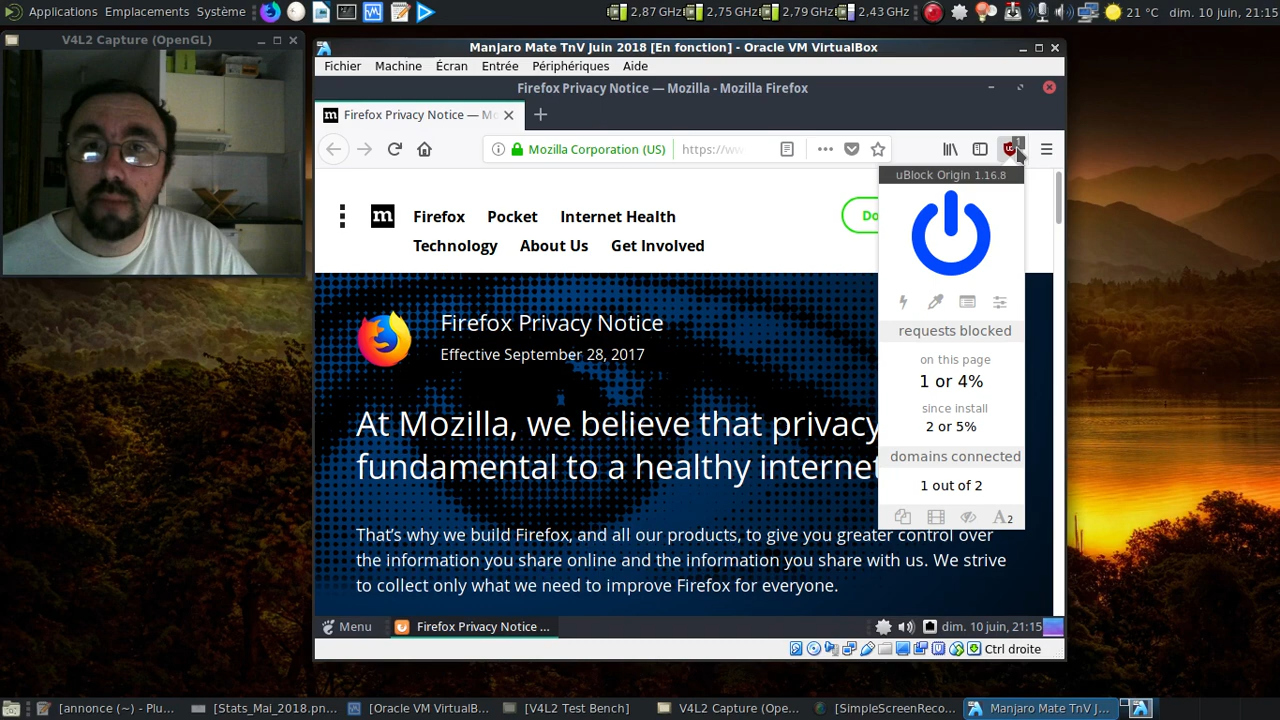 Applications Emplacements Système
2,87 GHz 2,75 GHz 2,79 GHz 2,43 GHz
21 °C dim. 10 juin, 21:15
V4L2 Capture (OpenGL)
Manjaro Mate TnV Juin 2018 [En fonction] - Oracle VM VirtualBox
Fichier Machine Écran Entrée Périphériques Aide
Firefox Privacy Notice — Mozilla - Mozilla Firefox
Firefox Privacy Notice — Mo
Mozilla Corporation (US) https://ww
uBlock Origin 1.16.8
m Firefox Pocket Internet Health
Technology About Us Get Involved
Do
requests blocked
on this page
1 or 4%
since install
2 or 5%
domains connected
1 out of 2
A 2
Firefox Privacy Notice
Effective September 28, 2017
At Mozilla, we believe that privacy
fundamental to a healthy internet
That's why we build Firefox, and all our products, to give you greater control over
the information you share online and the information you share with us. We strive
to collect only what we need to improve Firefox for everyone.
Menu Firefox Privacy Notice ... dim. 10 juin, 21:15
Ctrl droite
[annonce (~) - Plu... [Stats_Mai_2018.pn... [Oracle VM VirtualB... [V4L2 Test Bench] V4L2 Capture (Ope... [SimpleScreenReco... Manjaro Mate TnV J...